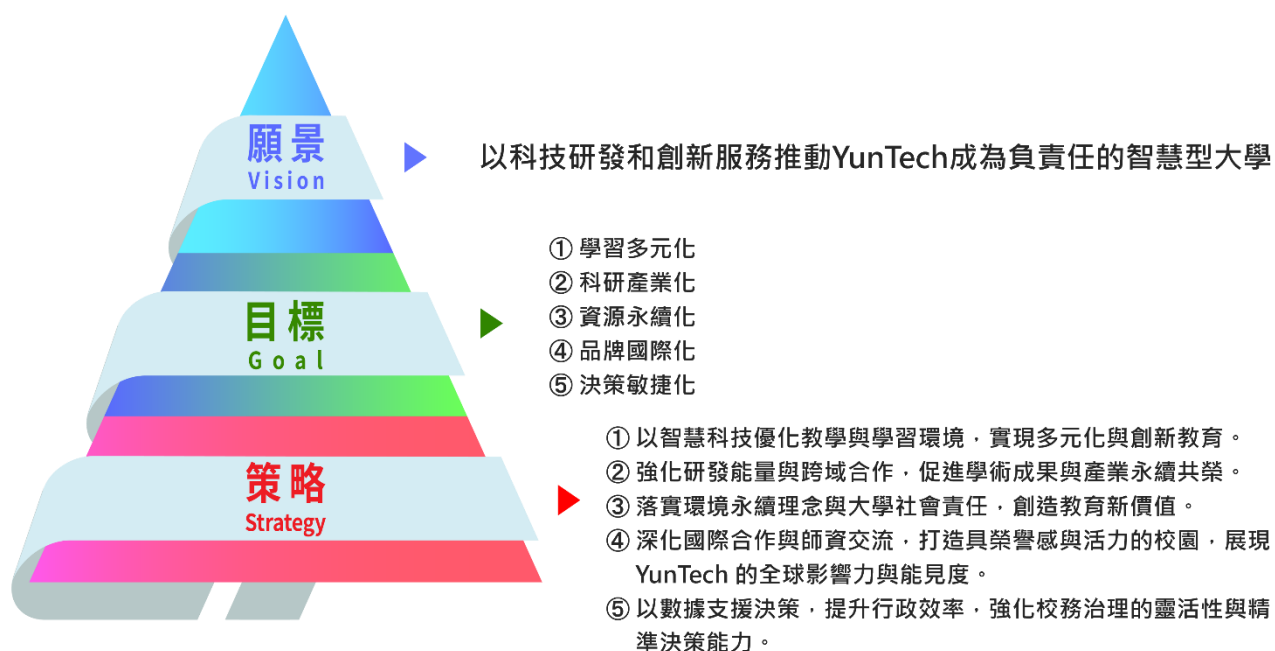 願景
Vision
以科技研發和創新服務推動YunTech成為負責任的智慧型大學
目標
Goal
① 學習多元化
② 科研產業化
③ 資源永續化
④ 品牌國際化
⑤ 決策敏捷化
策略
Strategy
① 以智慧科技優化教學與學習環境，實現多元化與創新教育。
② 強化研發能量與跨域合作，促進學術成果與產業永續共榮。
③ 落實環境永續理念與大學社會責任，創造教育新價值。
④ 深化國際合作與師資交流，打造具榮譽感與活力的校園，展現
YunTech 的全球影響力與能見度。
⑤ 以數據支援決策，提升行政效率，強化校務治理的靈活性與精
準決策能力。